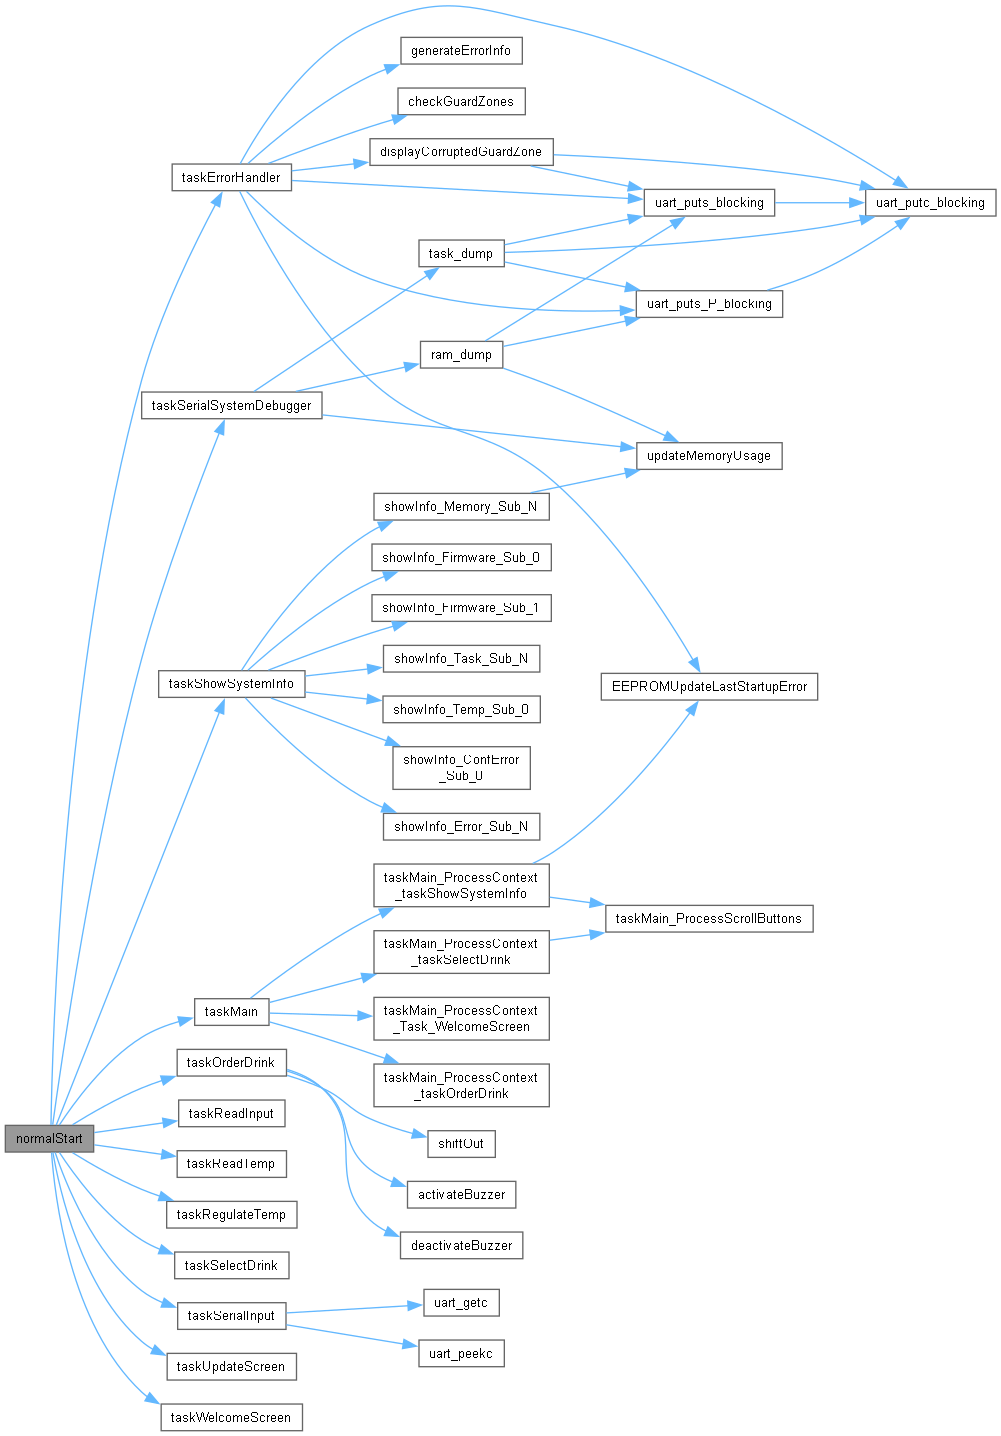 generateErrorInfo
checkGuardZones
displayCorruptedGuardZone
taskErrorHandler
uart_puts_blocking
uart_putc_blocking
task_dump
uart_puts_P_blocking
ram_dump
taskSerialSystemDebugger
updateMemoryUsage
showInfo_Memory_Sub_N
showInfo_Firmware_Sub_0
showInfo_Firmware_Sub_1
showInfo_Task_Sub_N
taskShowSystemInfo
EEPROMUpdateLastStartupError
showInfo_Temp_Sub_0
showInfo_ConfError
_Sub_0
showInfo_Error_Sub_N
taskMain_ProcessContext
_taskShowSystemInfo
taskMain_ProcessScrollButtons
taskMain_ProcessContext
_taskSelectDrink
taskMain
taskMain_ProcessContext
_Task_WelcomeScreen
taskOrderDrink
taskMain_ProcessContext
_taskOrderDrink
taskReadInput
normalStart
shiftOut
taskReadTemp
activateBuzzer
taskRegulateTemp
deactivateBuzzer
taskSelectDrink
uart_getc
taskSerialInput
uart_peekc
taskUpdateScreen
taskWelcomeScreen